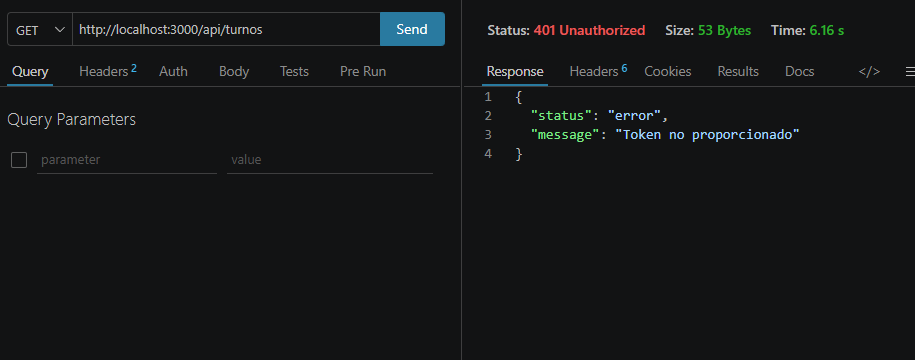 GET http://localhost:3000/api/turnos Send
Query Headers 2 Auth Body Tests Pre Run
Query Parameters
parameter value
Status: 401 Unauthorized Size: 53 Bytes Time: 6.16 s
Response Headers 6 Cookies Results Docs </>
1 {
2 "status": "error",
3 "message": "Token no proporcionado"
4 }